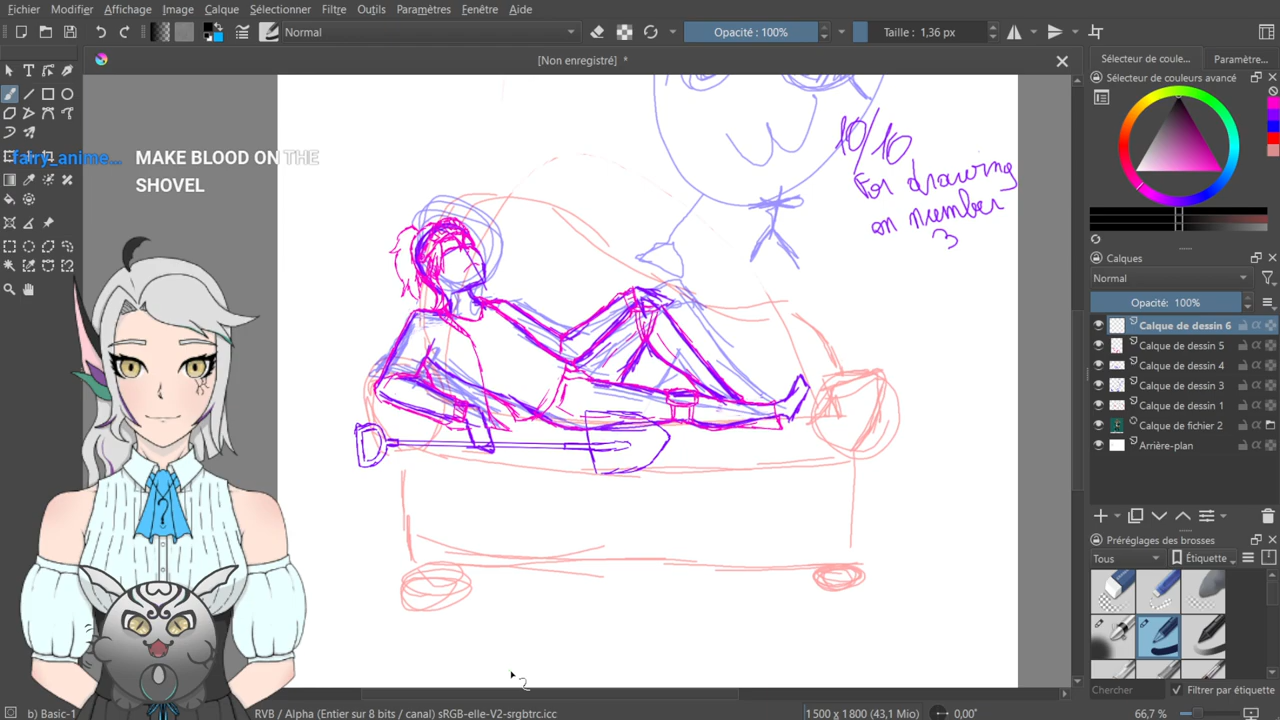 Fichier Modifier Affichage Image Calque Sélectionner Filtre Outils Paramètres Fenêtre Aide
Normal
Opacité : 100%
Taille : 1,36 px
[Non enregistré] *
Sélecteur de coule...
Paramètre...
Sélecteur de couleurs avancé
fairy_anime... MAKE BLOOD ON THE
SHOVEL
10/10
For drawing
on number
3
Calques
Normal
Opacité: 100%
Calque de dessin 6
Calque de dessin 5
Calque de dessin 4
Calque de dessin 3
Calque de dessin 1
Calque de fichier 2
Arrière-plan
Préréglages de brosses
Tous
Étiquette
Chercher
Filtrer par étiquette
b) Basic-1
RVB / Alpha (Entier sur 8 bits / canal) sRGB-elle-V2-srgbtrc.icc
1 500 x 1 800 (43,1 Mio)
0,00°
66,7 %